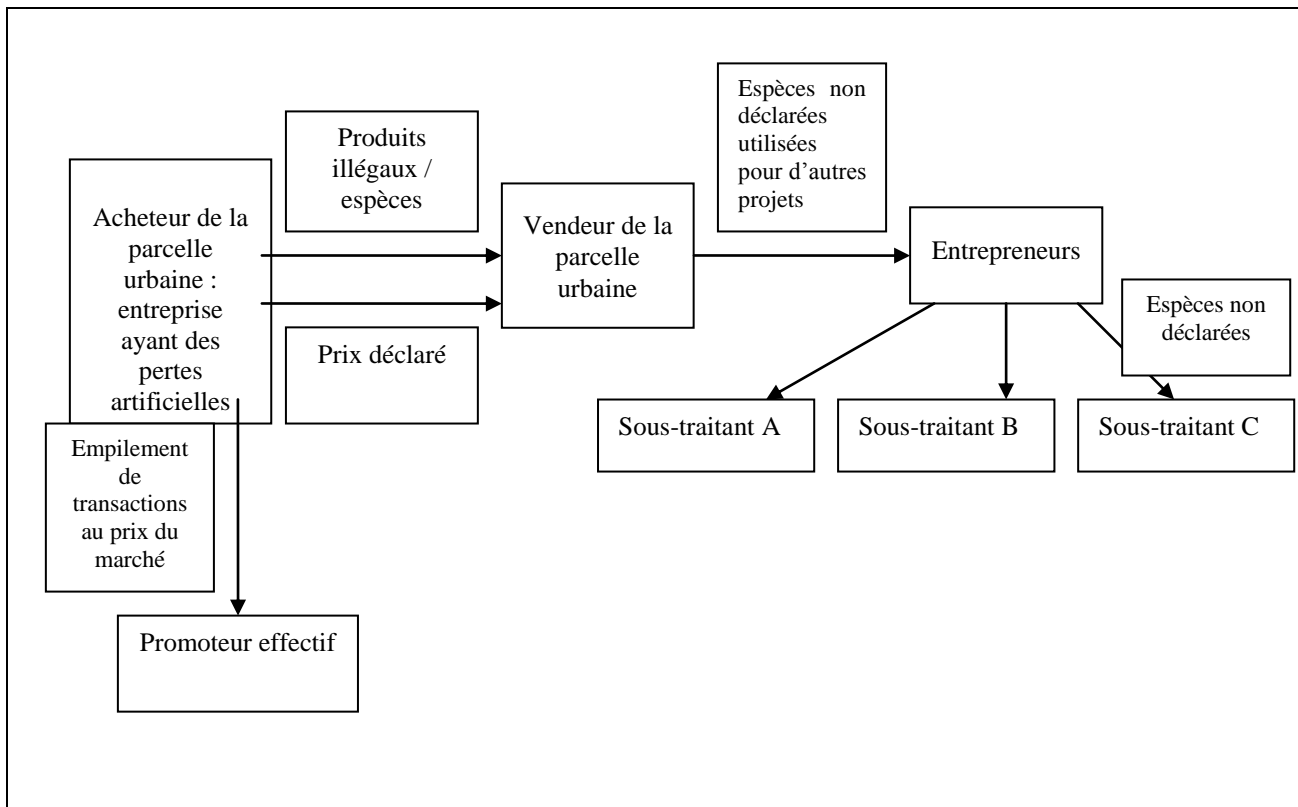 Acheteur de la
parcelle
urbaine :
entreprise
ayant des
pertes
artificielles
Produits
illégaux /
espèces
Prix déclaré
Vendeur de la
parcelle
urbaine
Espèces non
déclarées
utilisées
pour d’autres
projets
Entrepreneurs
Espèces non
déclarées
Sous-traitant A
Sous-traitant B
Sous-traitant C
Empilement
de
transactions
au prix du
marché
Promoteur effectif